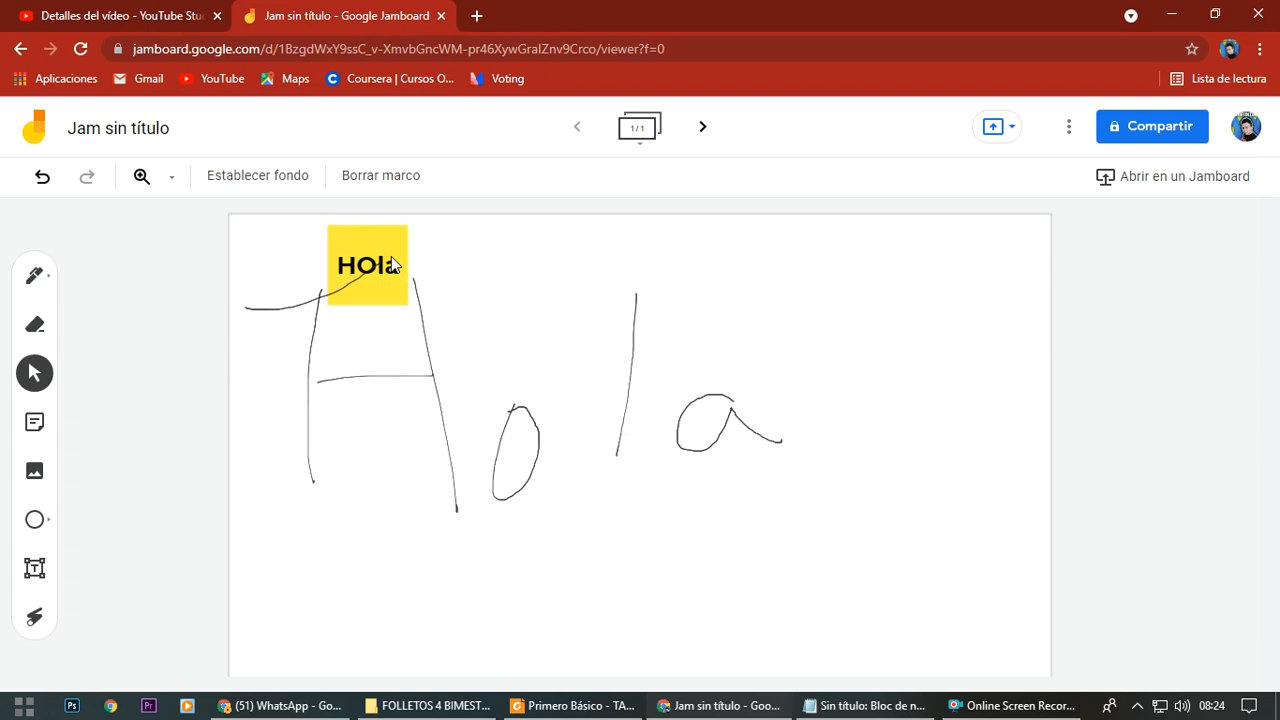 Detalles del vídeo - YouTube Stu
Jam sin título - Google Jamboard
jamboard.google.com/d/1BzgdWxY9ssC_v-XmvbGncWM-pr46XywGralZnv9Crco/viewer?f=0
Aplicaciones Gmail YouTube Maps Coursera | Cursos O... Voting Lista de lectura
Jam sin título 1 / 1 Compartir
Establecer fondo Borrar marco Abrir en un Jamboard
HOla
Hola
Ps Pr (51) WhatsApp - Go... FOLLETOS 4 BIMEST... Primero Básico - TA... Jam sin título - Goo... Sin título: Bloc de n... Online Screen Recor... 08:24